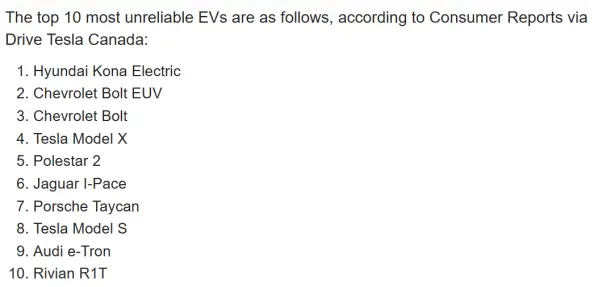 The top 10 most unreliable EVs are as follows, according to Consumer Reports via
Drive Tesla Canada:
1. Hyundai Kona Electric
2. Chevrolet Bolt EUV
3. Chevrolet Bolt
4. Tesla Model X
5. Polestar 2
6. Jaguar I-Pace
7. Porsche Taycan
8. Tesla Model S
9. Audi e-Tron
10. Rivian R1T